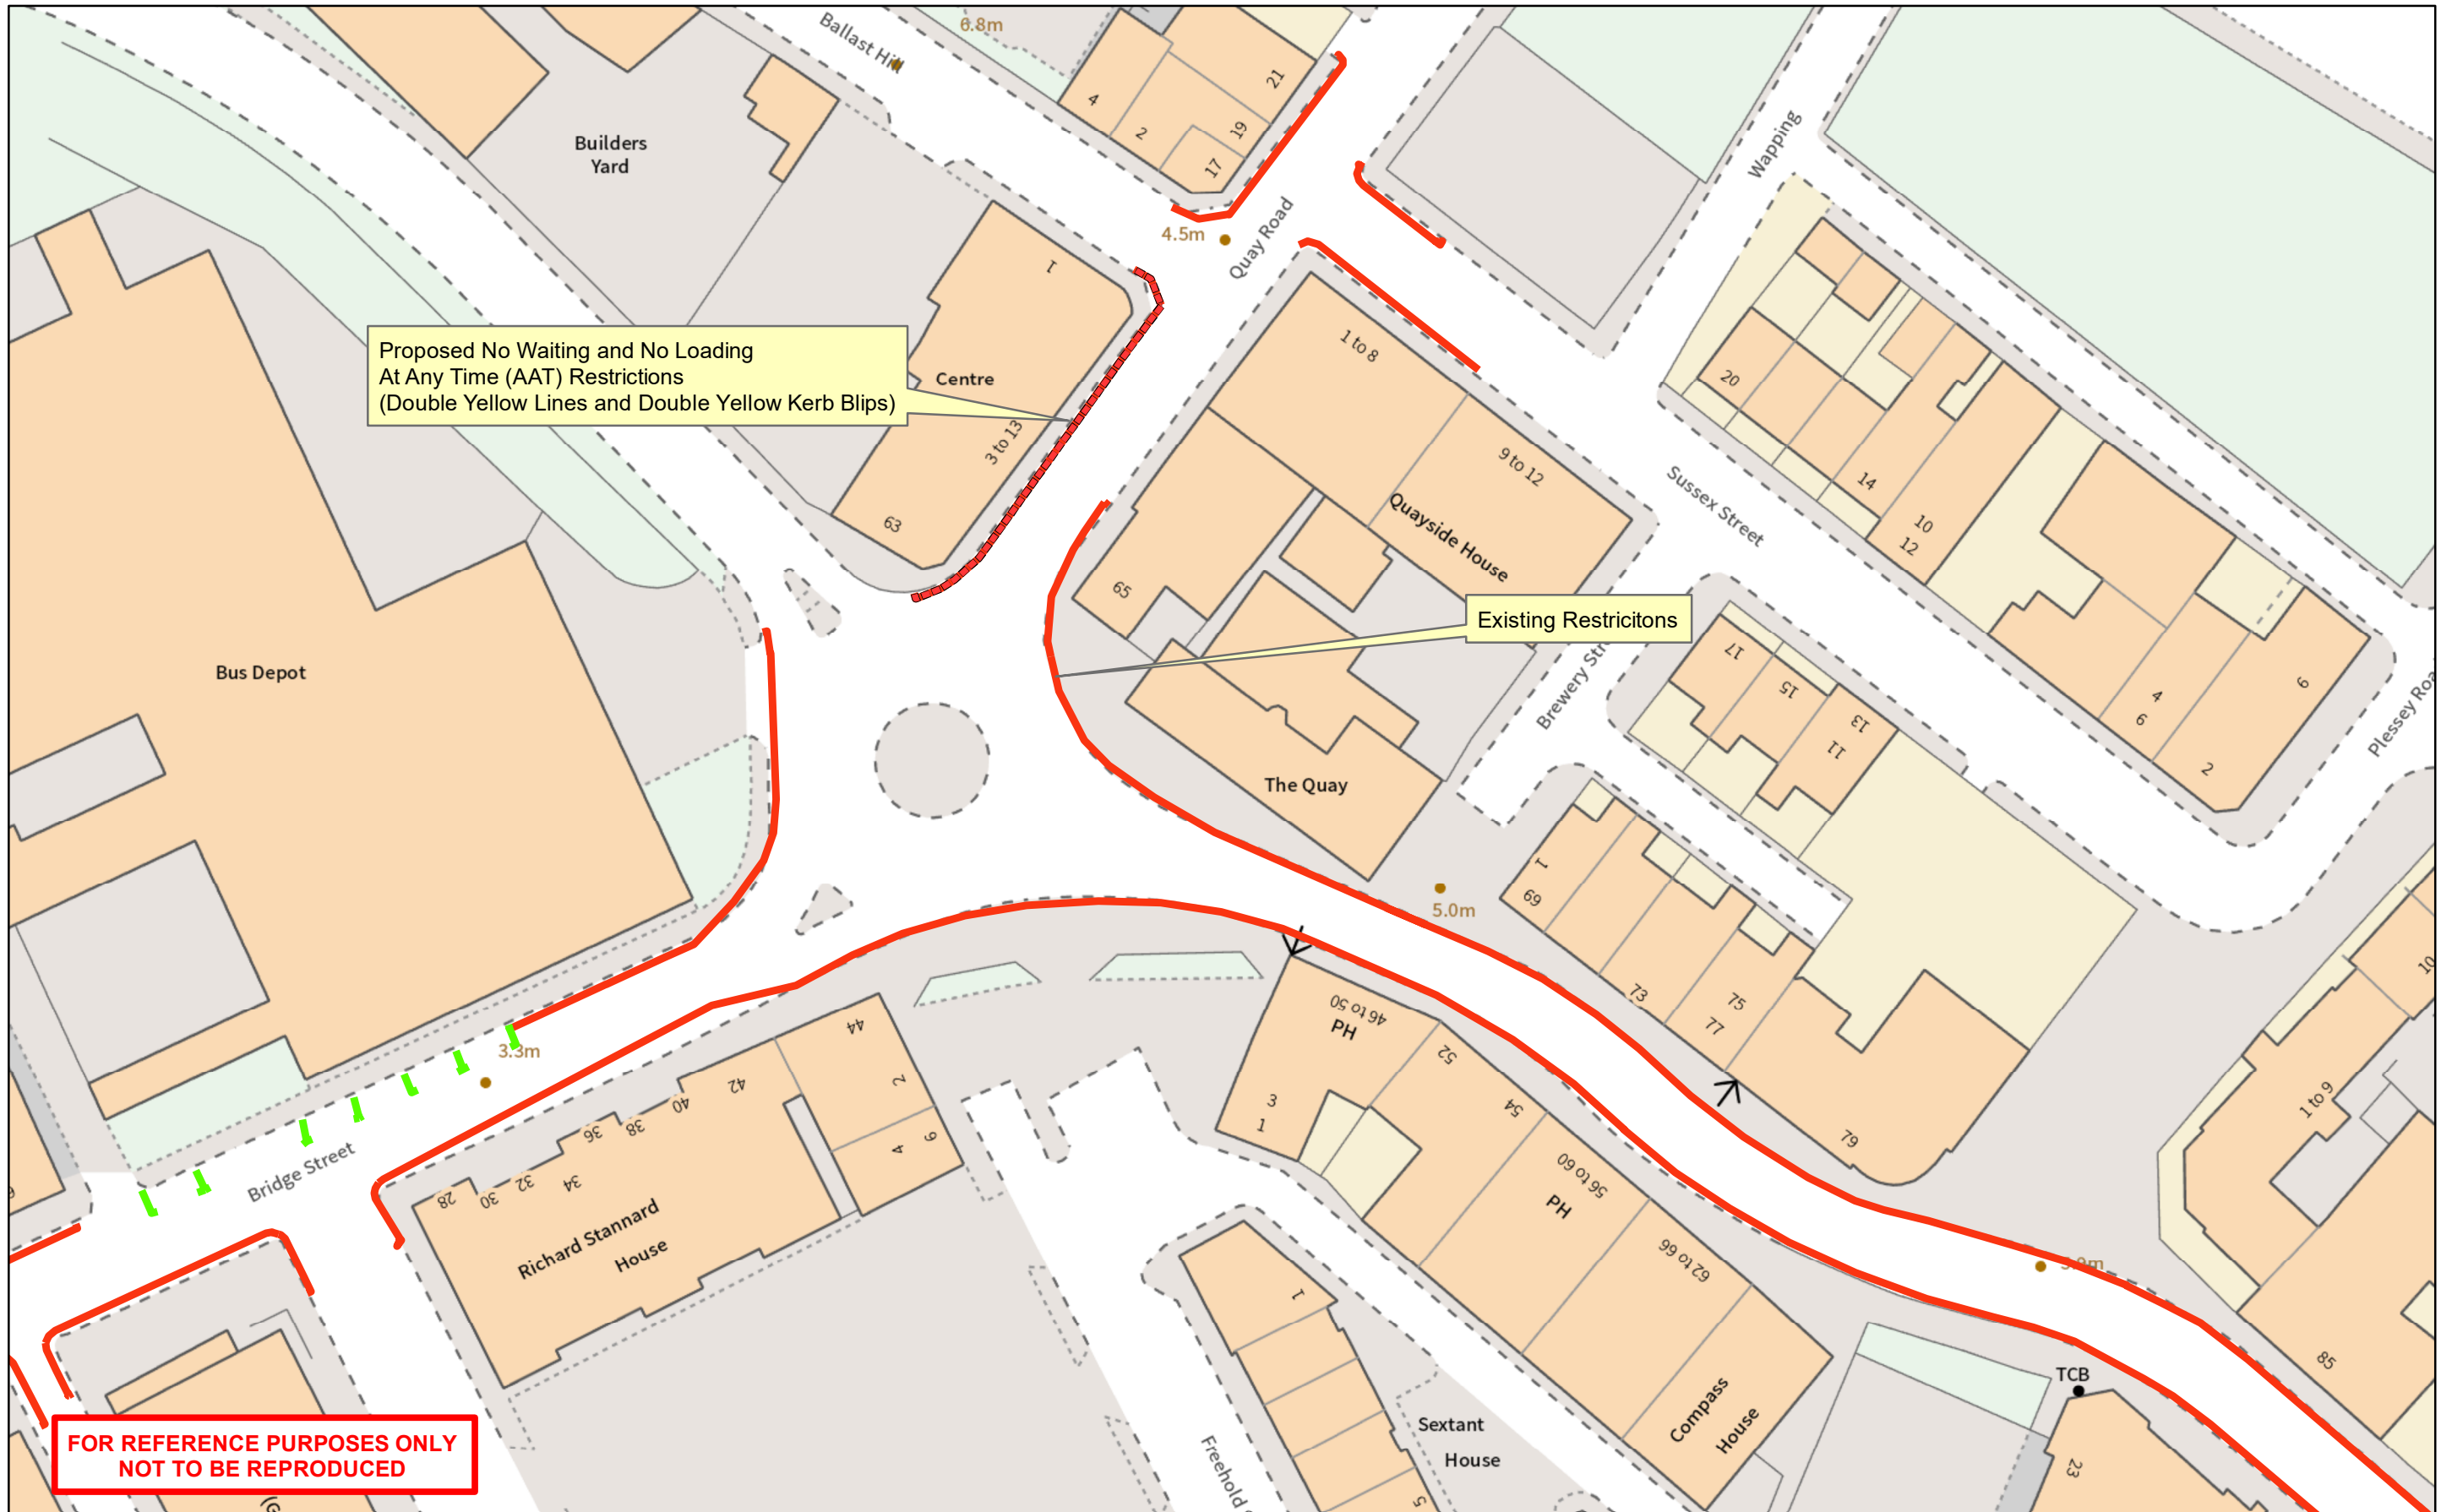 6.8m
Ballast Hill
21
4
2
19
17
Builders
Yard
Wapping
4.5m
Quay Road
1
1 to 8
Proposed No Waiting and No Loading
At Any Time (AAT) Restrictions
(Double Yellow Lines and Double Yellow Kerb Blips)
Centre
3 to 13
20
9 to 12
14
10
12
63
Quayside House
Sussex Street
65
Existing Restricitons
Bus Depot
Brewery Str
17
15
13
11
4
6
6
2
Plessey Roa
The Quay
1
69
5.0m
73
75
77
79
46 to 50
PH
52
54
3
1
44
2
42
40
38
36
34
32
30
28
4
6
3.3m
Bridge Street
Richard Stannard
House
56 to 60
PH
62 to 66
1 to 9
10
85
1
Compass
House
TCB
23
Sextant
House
Freehold
5
FOR REFERENCE PURPOSES ONLY
NOT TO BE REPRODUCED